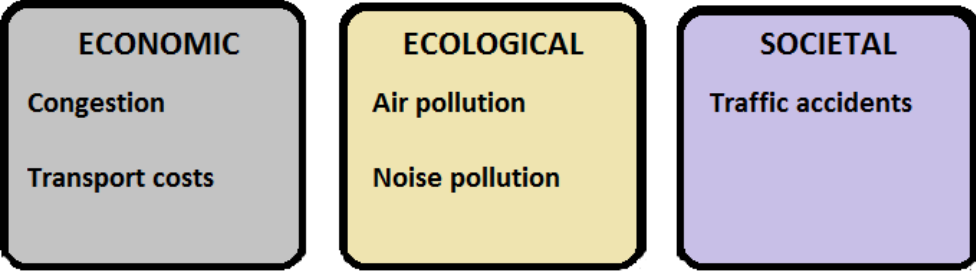 ECONOMIC
Congestion
Transport costs
ECOLOGICAL
Air pollution
Noise pollution
SOCIETAL
Traffic accidents